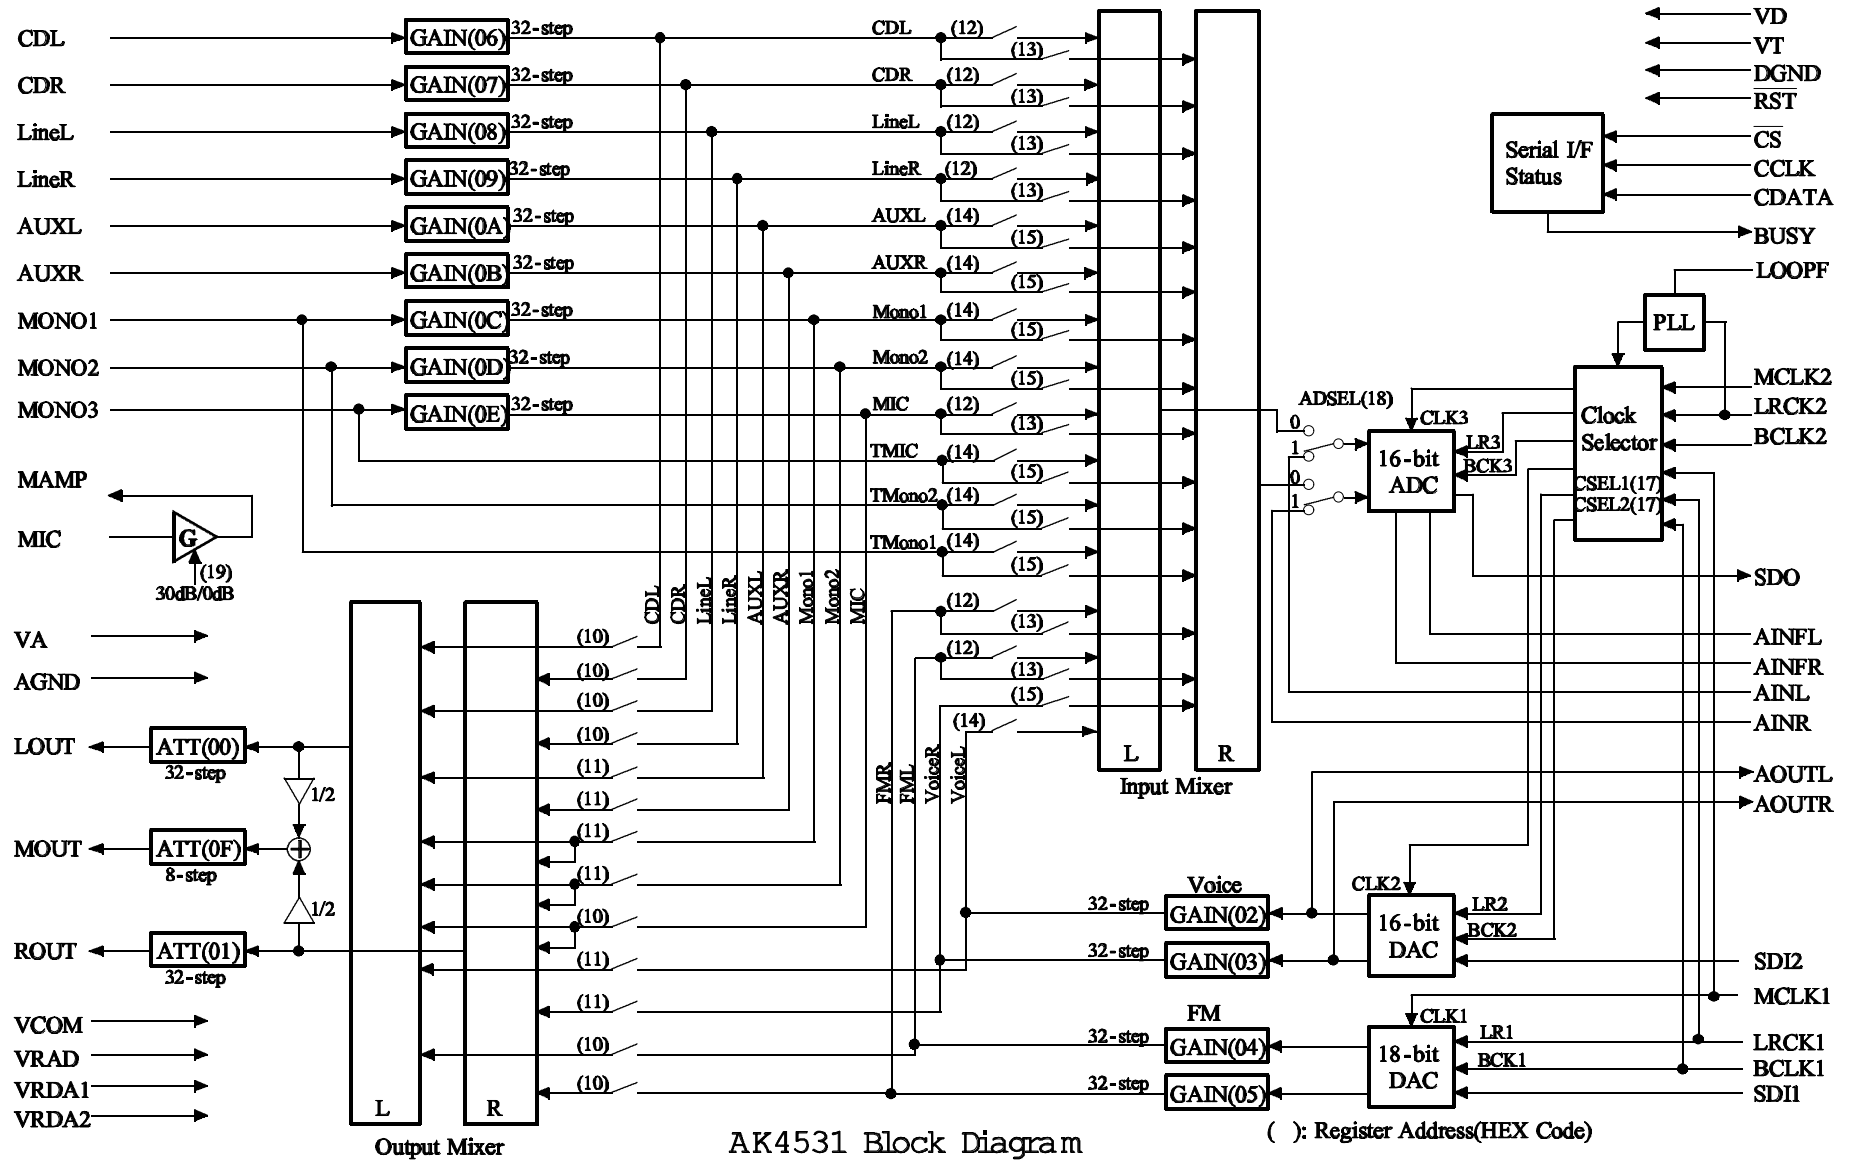 CDL GAIN(06) 32-step CDL (12) (13)
CDR GAIN(07) 32-step CDR (12) (13)
LineL GAIN(08) 32-step LineL (12) (13)
LineR GAIN(09) 32-step LineR (12) (13)
AUXL GAIN(0A) 32-step AUXL (14) (15)
AUXR GAIN(0B) 32-step AUXR (14) (15)
MONO1 GAIN(0C) 32-step Mono1 (14) (15)
MONO2 GAIN(0D) 32-step Mono2 (14) (15)
MONO3 GAIN(0E) 32-step MIC (12) (13)
TMIC (14) (15)
MAMP
TMono2 (14) (15)
MIC G
TMono1 (14) (15)
(19)
30dB/0dB
CDL
CDR
LineL
LineR
AUXL
AUXR
Mono1
Mono2
MIC
(12)
(13)
(12)
(13)
(15)
(14)
FMR
FML
VoiceR
VoiceL
L
R
Input Mixer
VD
VT
DGND
RST
Serial I/F
Status
CS
CCLK
CDATA
BUSY
LOOPF
PLL
MCLK2
LRCK2
BCLK2
Clock
Selector
CSEL1(17)
CSEL2(17)
ADSEL(18)
0
1
0
1
CLK3
LR3
BCK3
16-bit
ADC
SDO
AINFL
AINFR
AINL
AINR
AOUTL
AOUTR
VA
AGND
LOUT ATT(00)
32-step
1/2
MOUT ATT(0F)
8-step
1/2
ROUT ATT(01)
32-step
VCOM
VRAD
VRDA1
VRDA2
(10)
(10)
(10)
(10)
(11)
(11)
(11)
(11)
(10)
(11)
(11)
(10)
(10)
L
R
Output Mixer
Voice
32-step GAIN(02)
32-step GAIN(03)
FM
32-step GAIN(04)
32-step GAIN(05)
CLK2
LR2
BCK2
16-bit
DAC
SDI2
MCLK1
CLK1
LR1
BCK1
18-bit
DAC
LRCK1
BCLK1
SDI1
AK4531 Block Diagram
( ): Register Address(HEX Code)